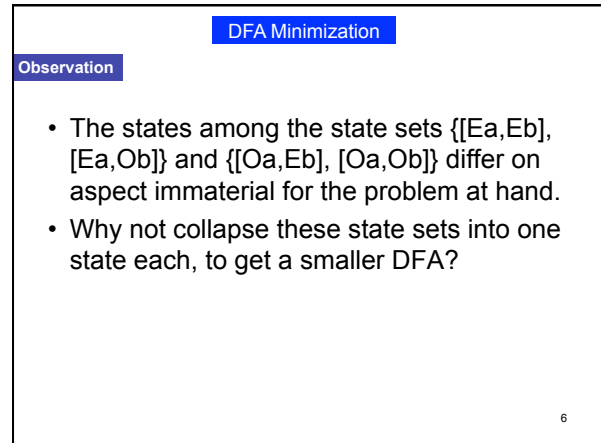 DFA Minimization
Observation
• The states among the state sets {[Ea,Eb],
[Ea,Ob]} and {[Oa,Eb], [Oa,Ob]} differ on
aspect immaterial for the problem at hand.
• Why not collapse these state sets into one
state each, to get a smaller DFA?
6